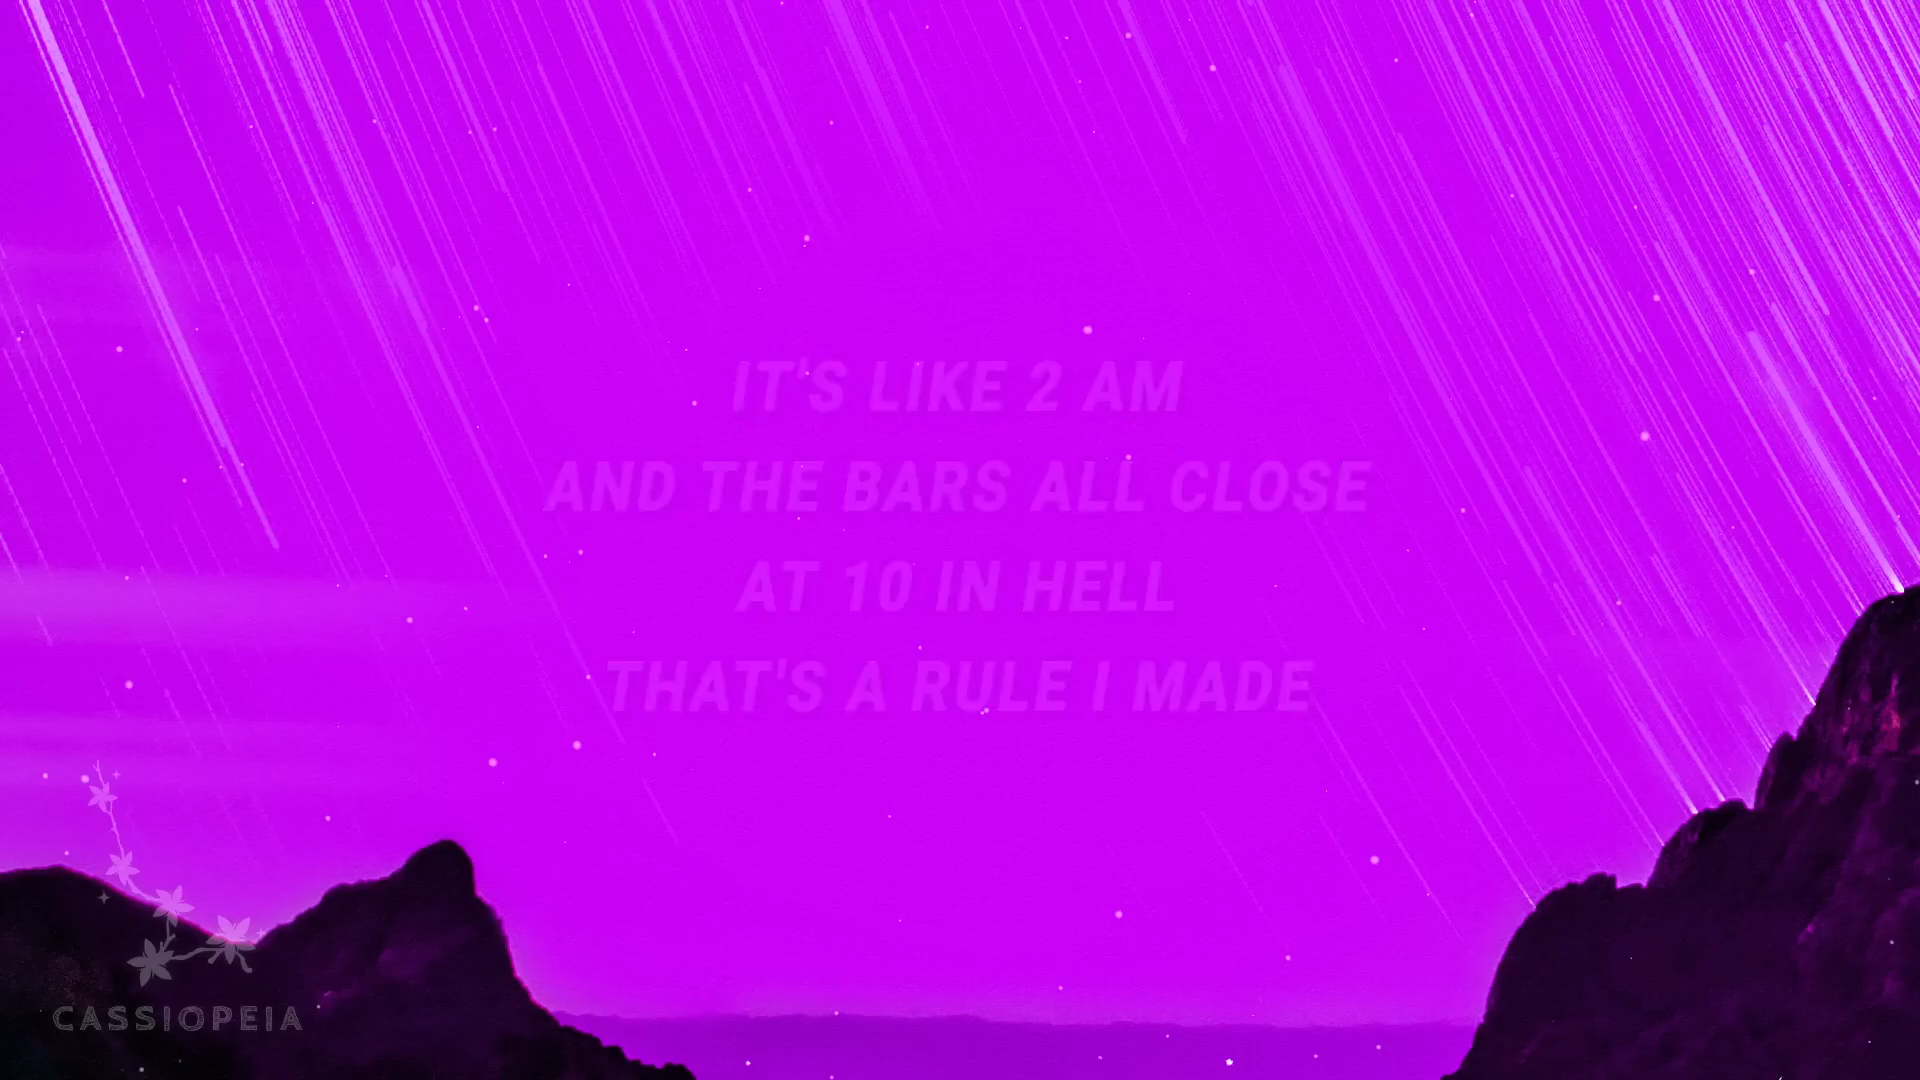 IT'S LIKE 2 AM
AND THE BARS ALL CLOSE
AT 10 IN HELL
THAT'S A RULE I MADE
CASSIOPEIA